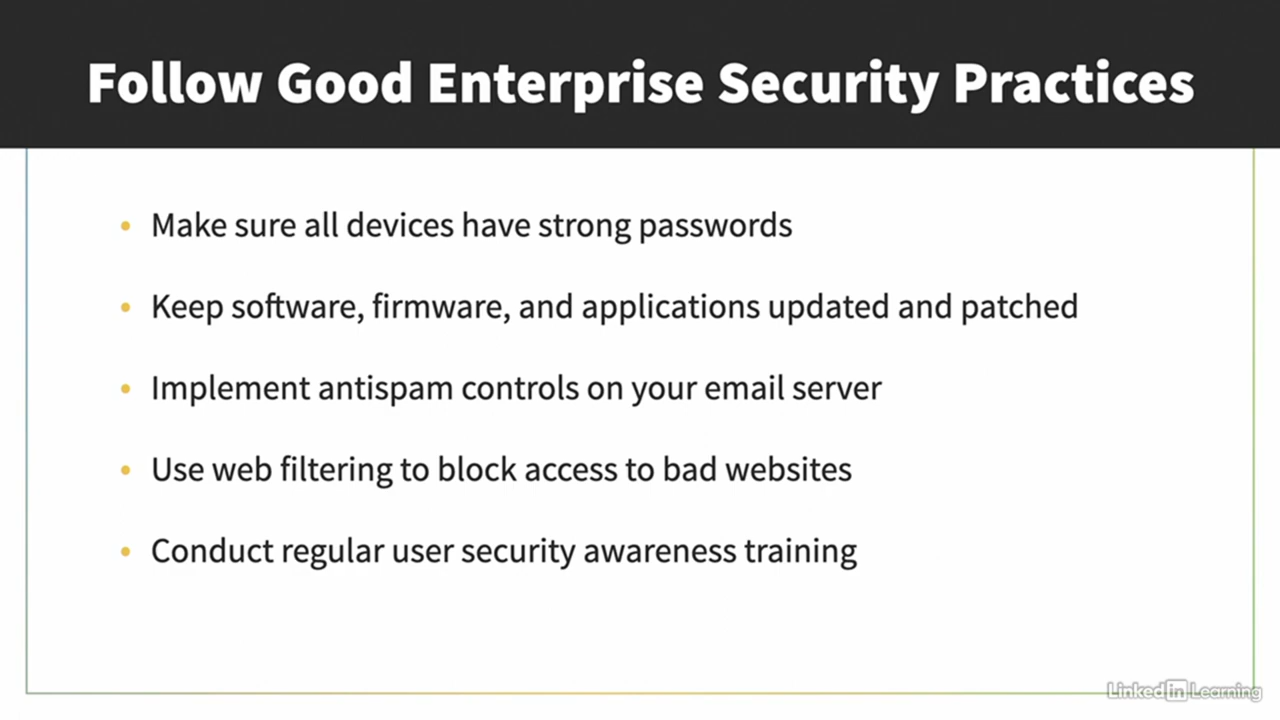 Follow Good Enterprise Security Practices
• Make sure all devices have strong passwords
• Keep software, firmware, and applications updated and patched
• Implement antispam controls on your email server
• Use web filtering to block access to bad websites
• Conduct regular user security awareness training
Linked in Learning